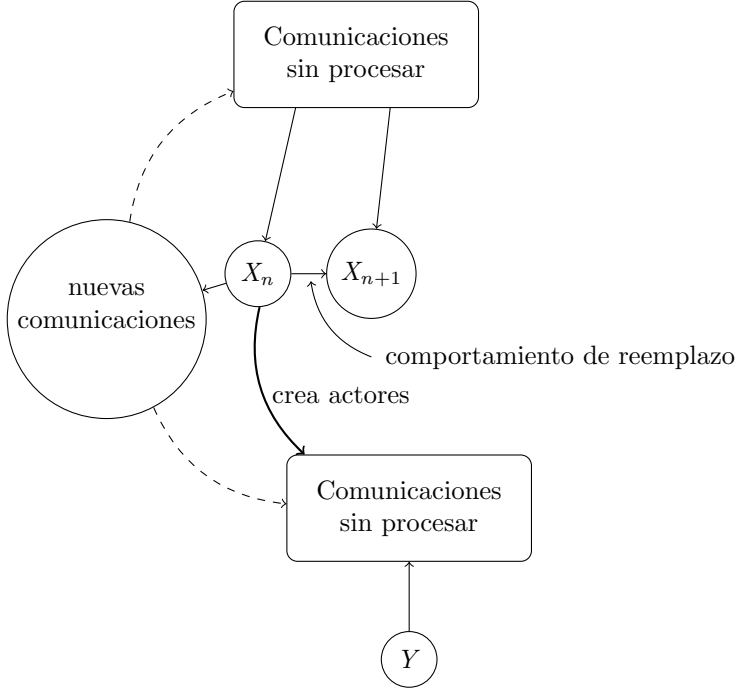 Comunicaciones
sin procesar
X_n
X_{n+1}
nuevas
comunicaciones
comportamiento de reemplazo
crea actores
Comunicaciones
sin procesar
Y